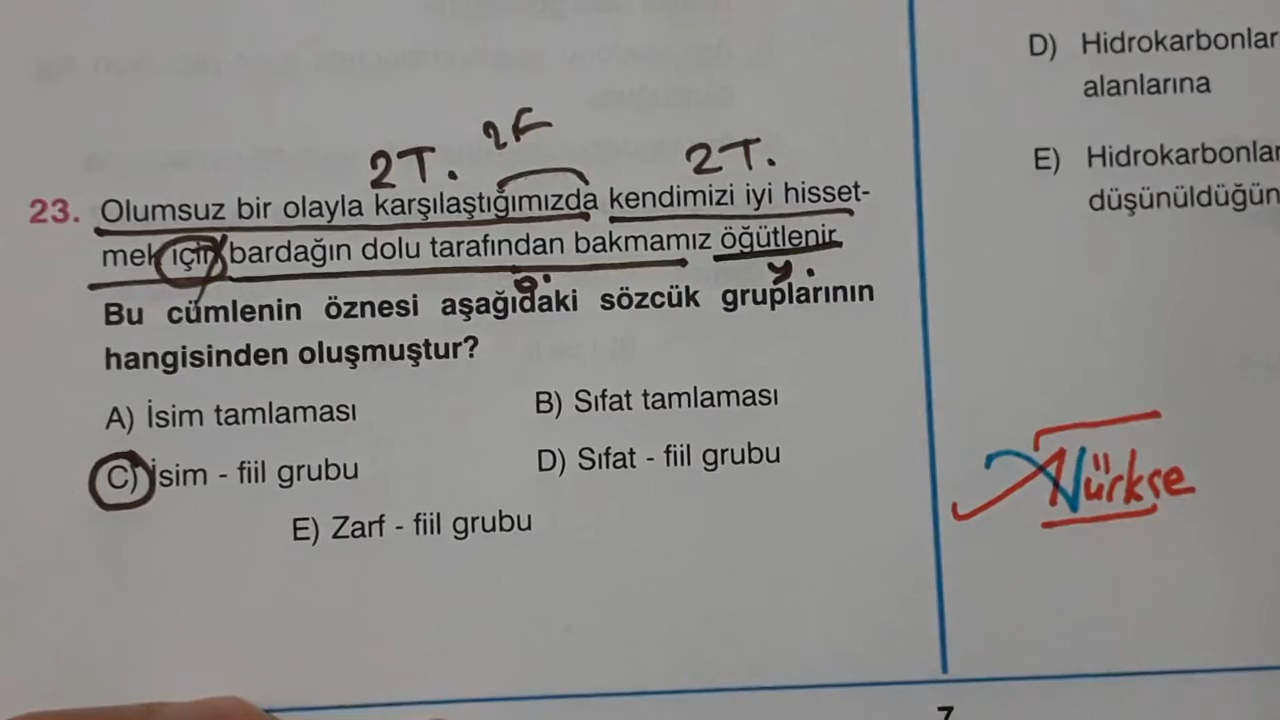 2T. 2F 2T.
23. Olumsuz bir olayla karşılaştığımızda kendimizi iyi hisset-
mek için bardağın dolu tarafından bakmamız öğütlenir.
ö. y.
Bu cümlenin öznesi aşağıdaki sözcük gruplarının
hangisinden oluşmuştur?
A) İsim tamlaması
B) Sıfat tamlaması
C) İsim - fiil grubu
D) Sıfat - fiil grubu
E) Zarf - fiil grubu
D) Hidrokarbonlar
alanlarına
E) Hidrokarbonla
düşünüldüğün
Nürkse
7